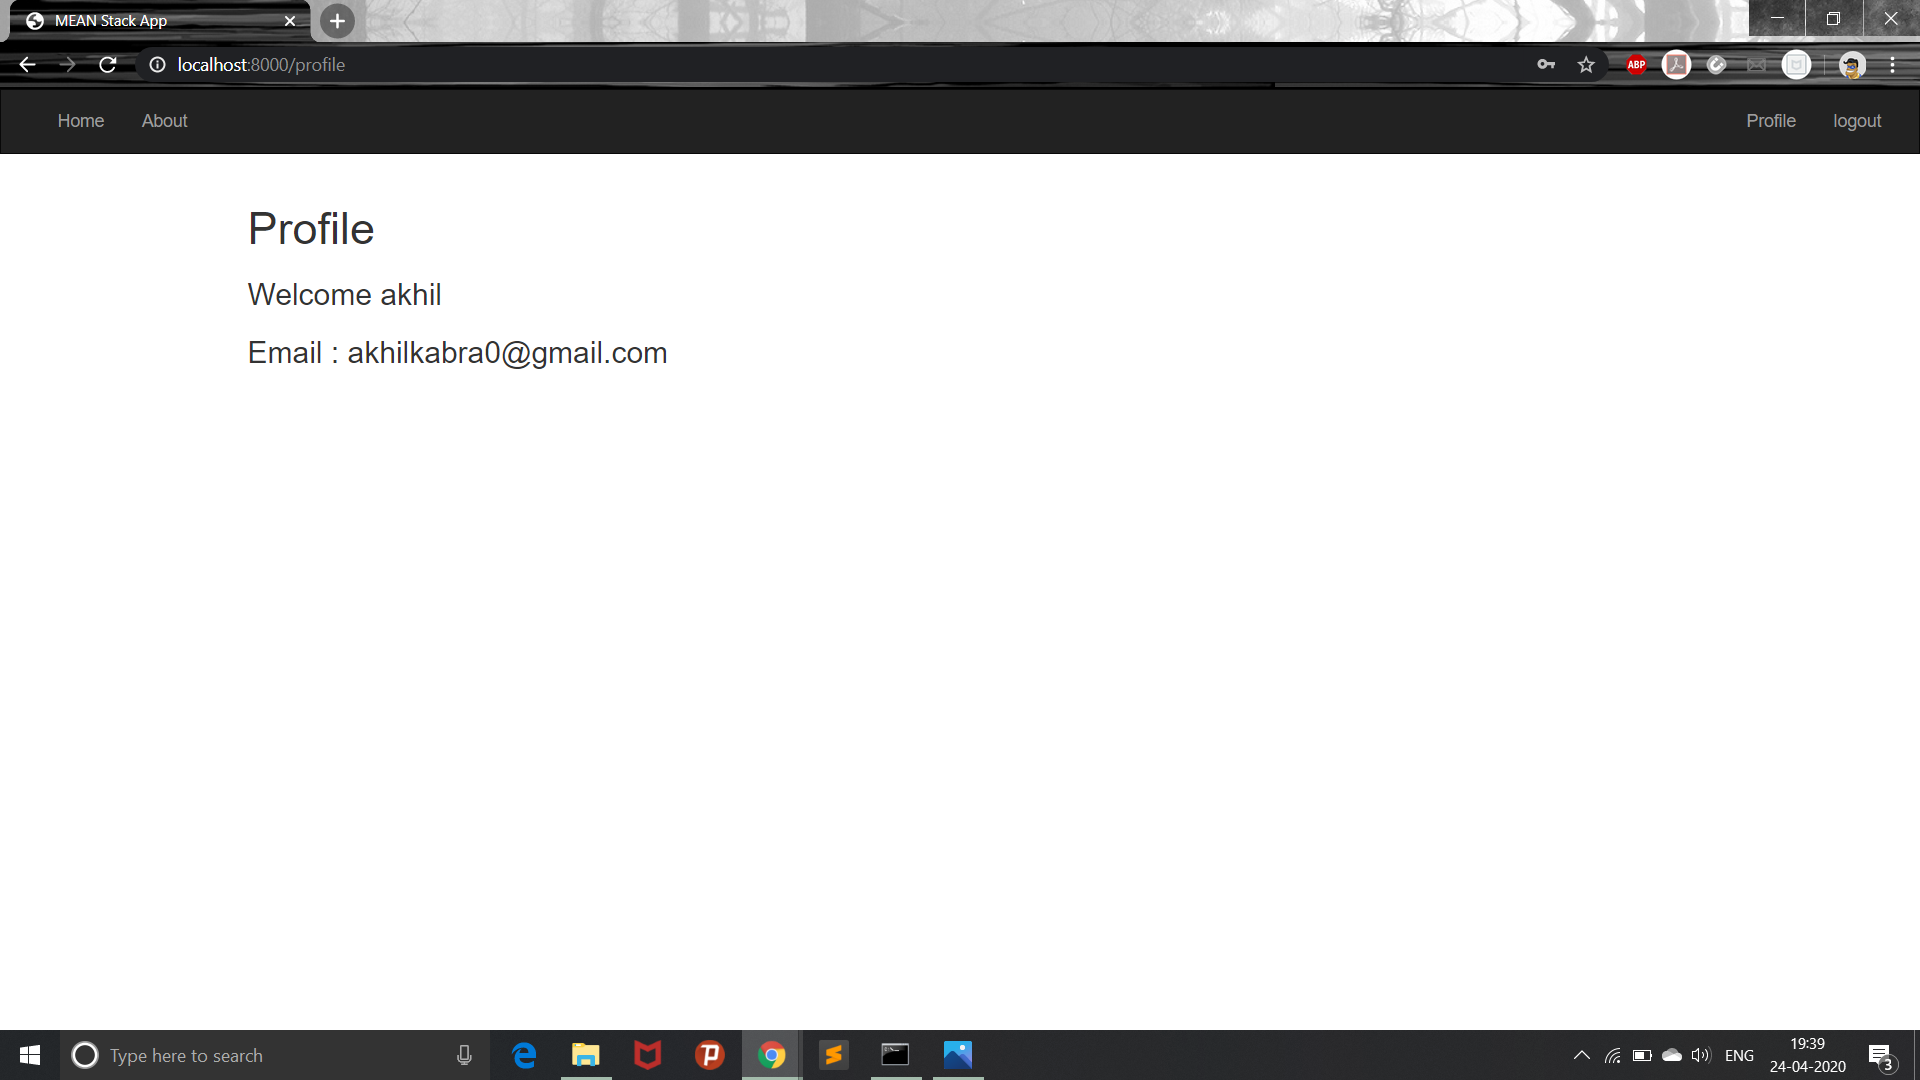 MEAN Stack App
localhost:8000/profile
ABP
Home About Profile logout
Profile
Welcome akhil
Email : akhilkabra0@gmail.com
Type here to search
ENG
19:39
24-04-2020
3